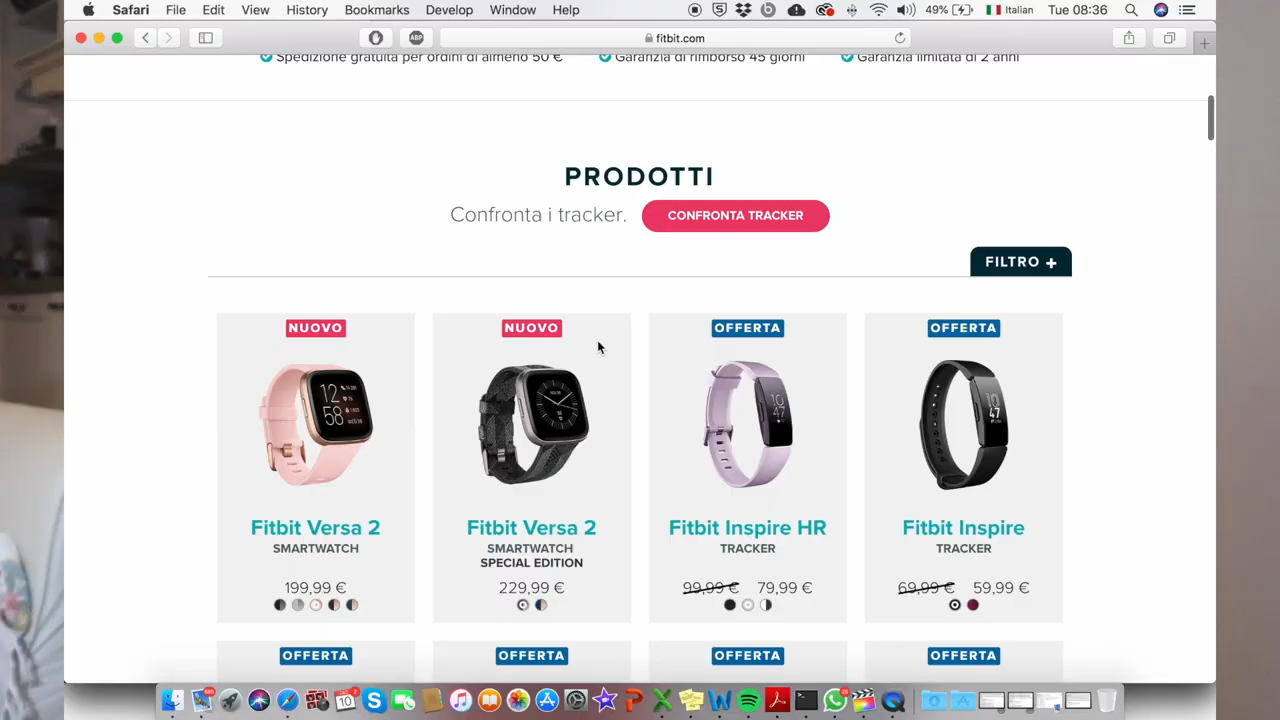 Safari File Edit View History Bookmarks Develop Window Help 49% Italian Tue 08:36
ABP fitbit.com
Spedizione gratuita per ordini di almeno 50 € Garanzia di rimborso 45 giorni Garanzia limitata di 2 anni
PRODOTTI
Confronta i tracker. CONFRONTA TRACKER
FILTRO +
NUOVO NUOVO OFFERTA OFFERTA
Fitbit Versa 2 Fitbit Versa 2 Fitbit Inspire HR Fitbit Inspire
SMARTWATCH SMARTWATCH TRACKER TRACKER
SPECIAL EDITION
199,99 € 229,99 € 99,99 € 79,99 € 69,99 € 59,99 €
OFFERTA OFFERTA OFFERTA OFFERTA